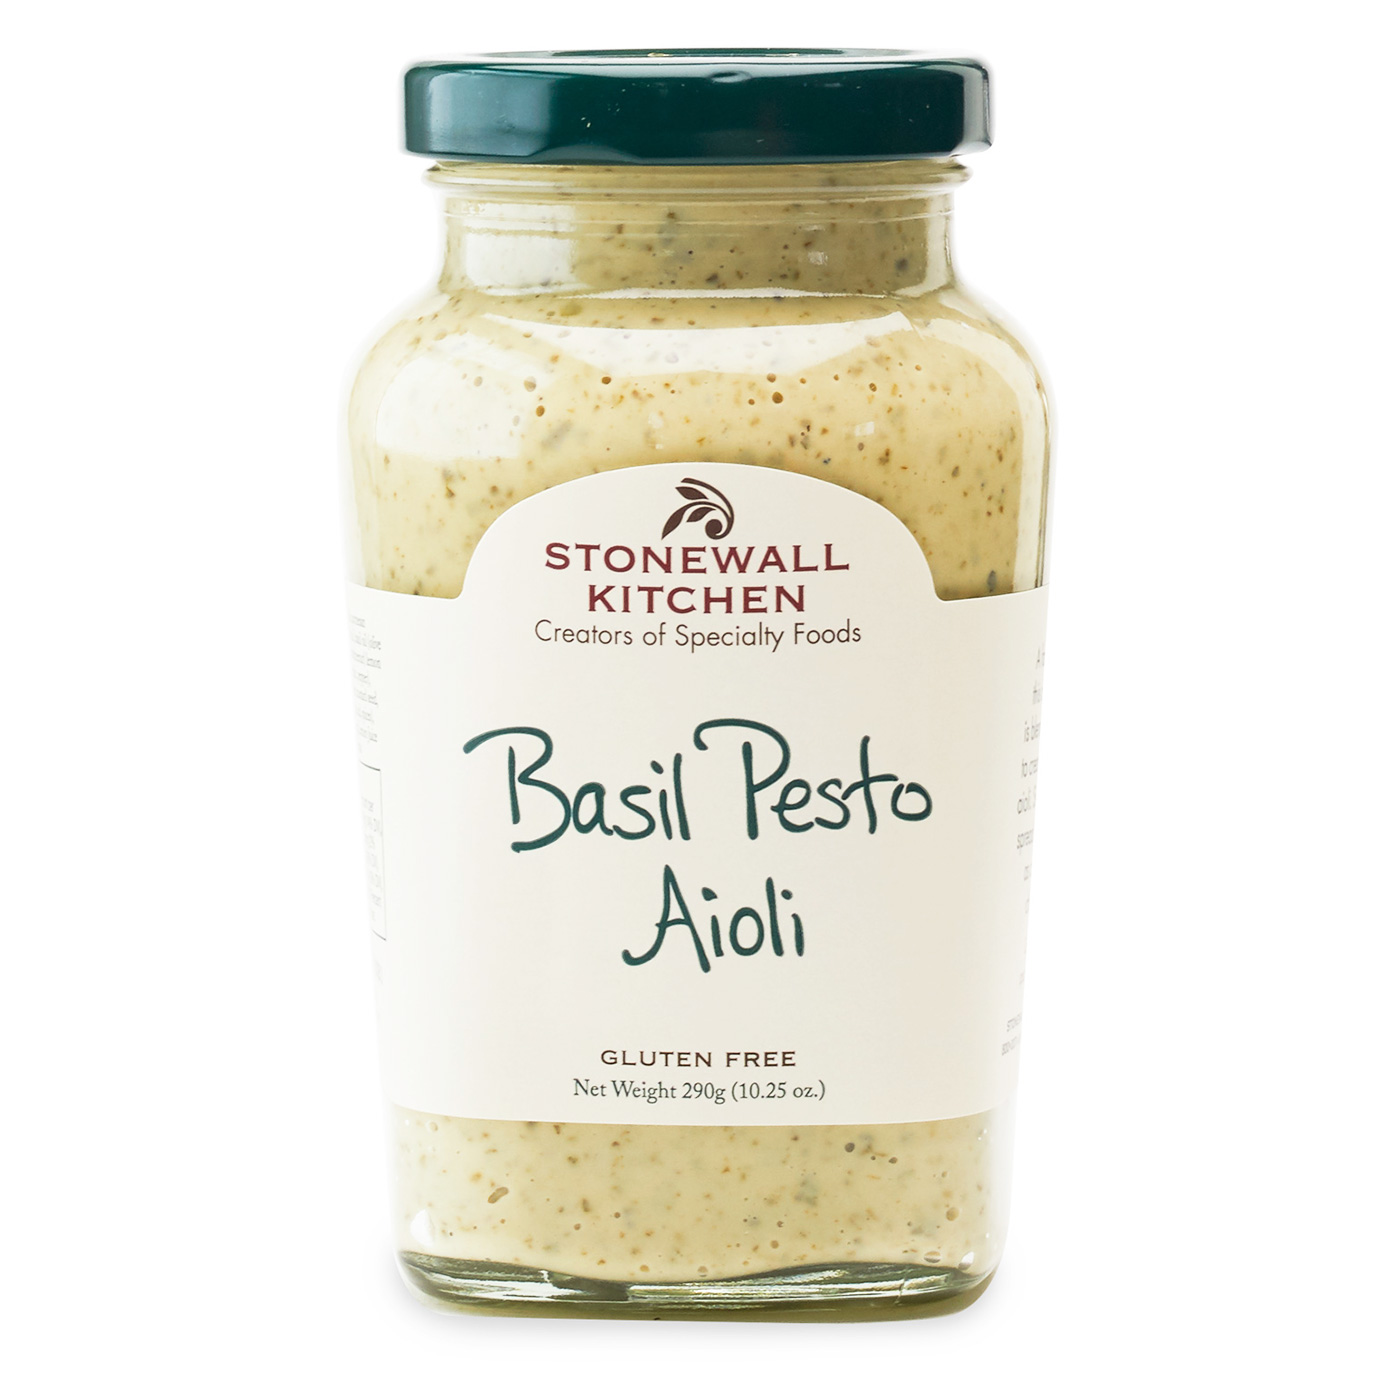 STONEWALL
KITCHEN
Creators of Specialty Foods
Basil Pesto
Aioli
GLUTEN FREE
Net Weight 290g (10.25 oz.)